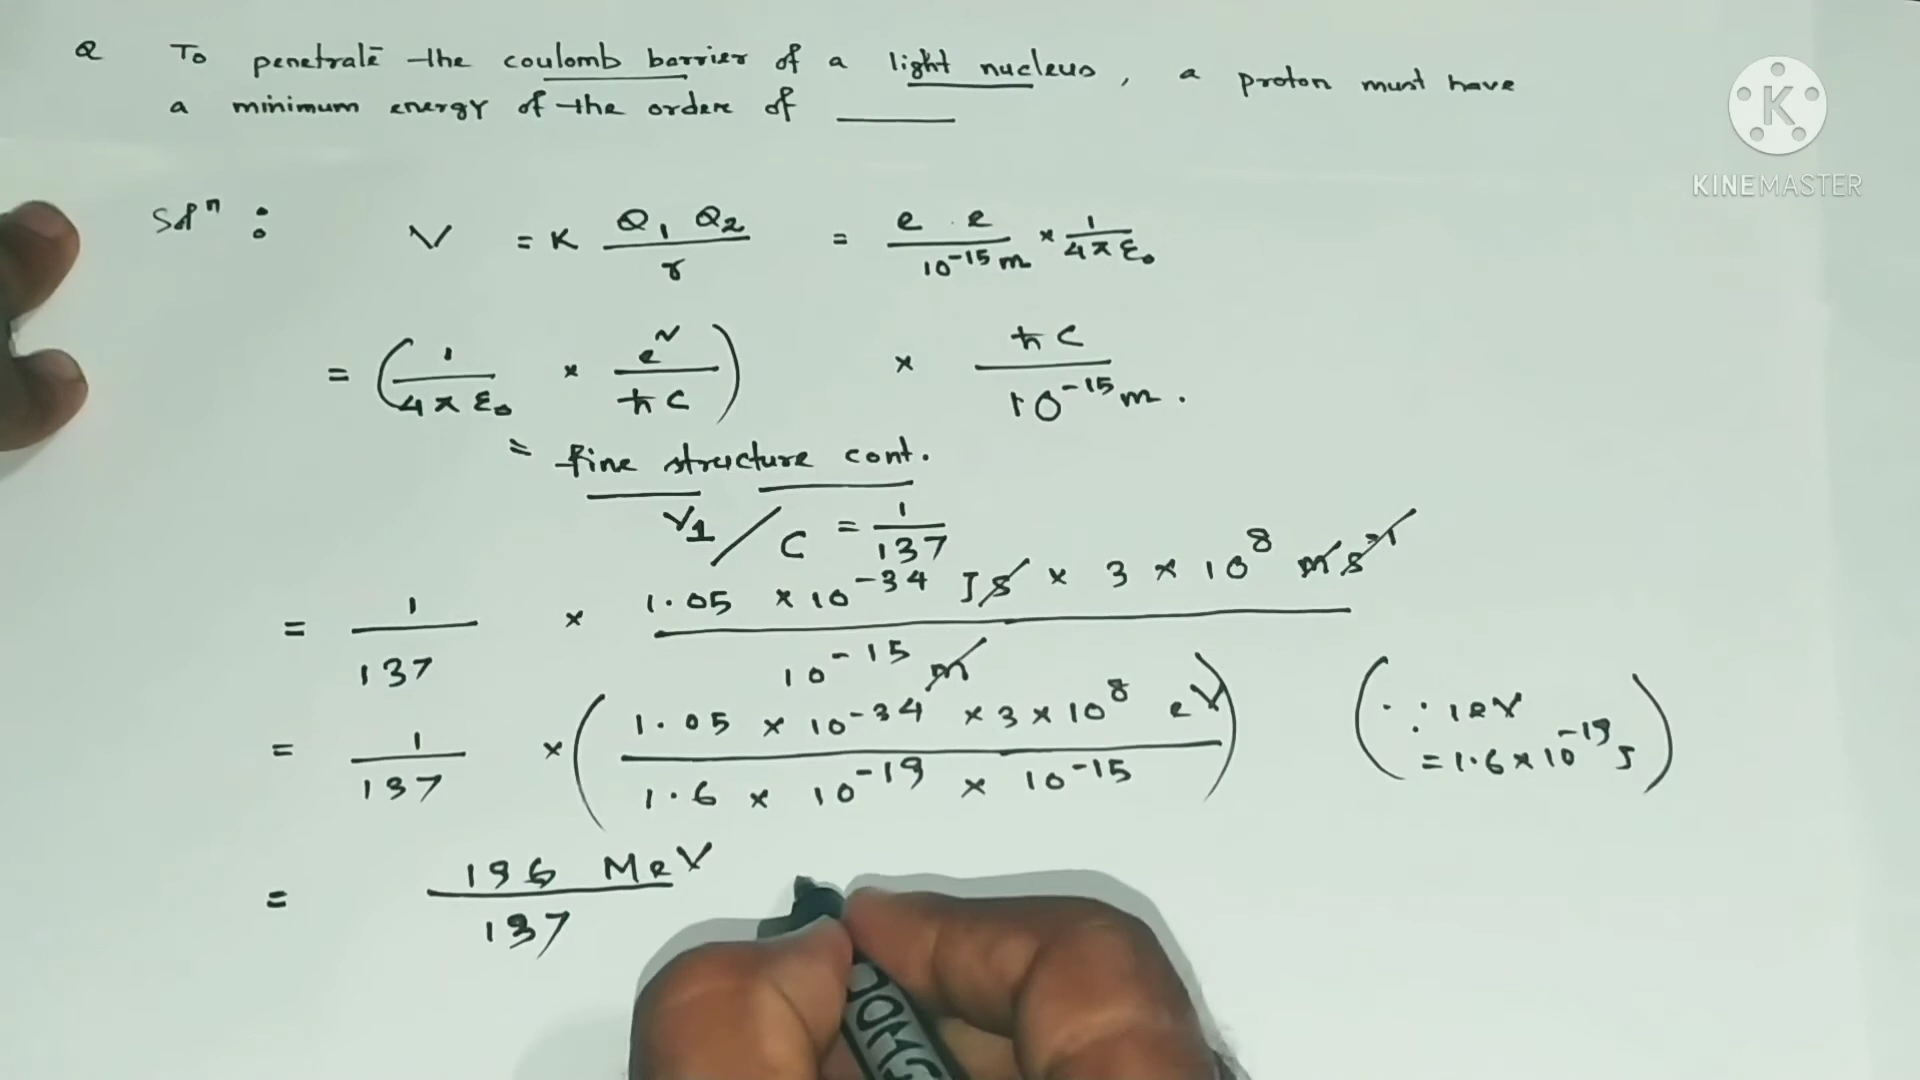 Q To penetrate the coulomb barrier of a light nucleus, a proton must have
a minimum energy of the order of ______
KINEMASTER
Solⁿ : V = K Q₁ Q₂ / r = e . e / 10⁻¹⁵ m × 1 / 4πε₀
= (1 / 4πε₀ × e² / ħc) × ħc / 10⁻¹⁵ m.
= fine structure cont.
V₁ / C = 1 / 137
= 1 / 137 × 1.05 × 10⁻³⁴ Js × 3 × 10⁸ ms⁻¹ / 10⁻¹⁵ m
= 1 / 137 × (1.05 × 10⁻³⁴ × 3 × 10⁸ eV / 1.6 × 10⁻¹⁹ × 10⁻¹⁵) (∵ 1eV = 1.6 × 10⁻¹⁹ J)
= 196 MeV / 137
DOMS